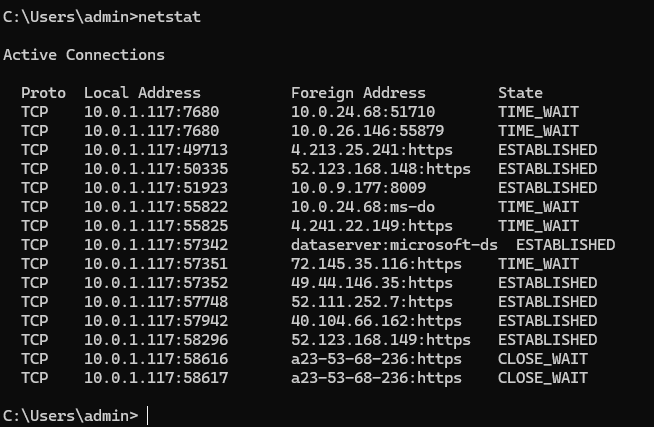 C:\Users\admin>netstat
Active Connections
Proto  Local Address          Foreign Address        State
TCP    10.0.1.117:7680        10.0.24.68:51710       TIME_WAIT
TCP    10.0.1.117:7680        10.0.26.146:55879      TIME_WAIT
TCP    10.0.1.117:49713       4.213.25.241:https     ESTABLISHED
TCP    10.0.1.117:50335       52.123.168.148:https   ESTABLISHED
TCP    10.0.1.117:51923       10.0.9.177:8009        ESTABLISHED
TCP    10.0.1.117:55822       10.0.24.68:ms-do       TIME_WAIT
TCP    10.0.1.117:55825       4.241.22.149:https     TIME_WAIT
TCP    10.0.1.117:57342       dataserver:microsoft-ds  ESTABLISHED
TCP    10.0.1.117:57351       72.145.35.116:https    TIME_WAIT
TCP    10.0.1.117:57352       49.44.146.35:https     ESTABLISHED
TCP    10.0.1.117:57748       52.111.252.7:https     ESTABLISHED
TCP    10.0.1.117:57942       40.104.66.162:https    ESTABLISHED
TCP    10.0.1.117:58296       52.123.168.149:https   ESTABLISHED
TCP    10.0.1.117:58616       a23-53-68-236:https    CLOSE_WAIT
TCP    10.0.1.117:58617       a23-53-68-236:https    CLOSE_WAIT
C:\Users\admin>